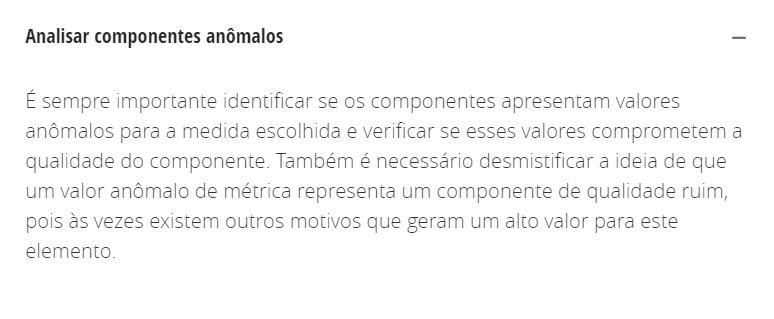 Analisar componentes anômalos
É sempre importante identificar se os componentes apresentam valores
anômalos para a medida escolhida e verificar se esses valores comprometem a
qualidade do componente. Também é necessário desmistificar a ideia de que
um valor anômalo de métrica representa um componente de qualidade ruim,
pois às vezes existem outros motivos que geram um alto valor para este
elemento.